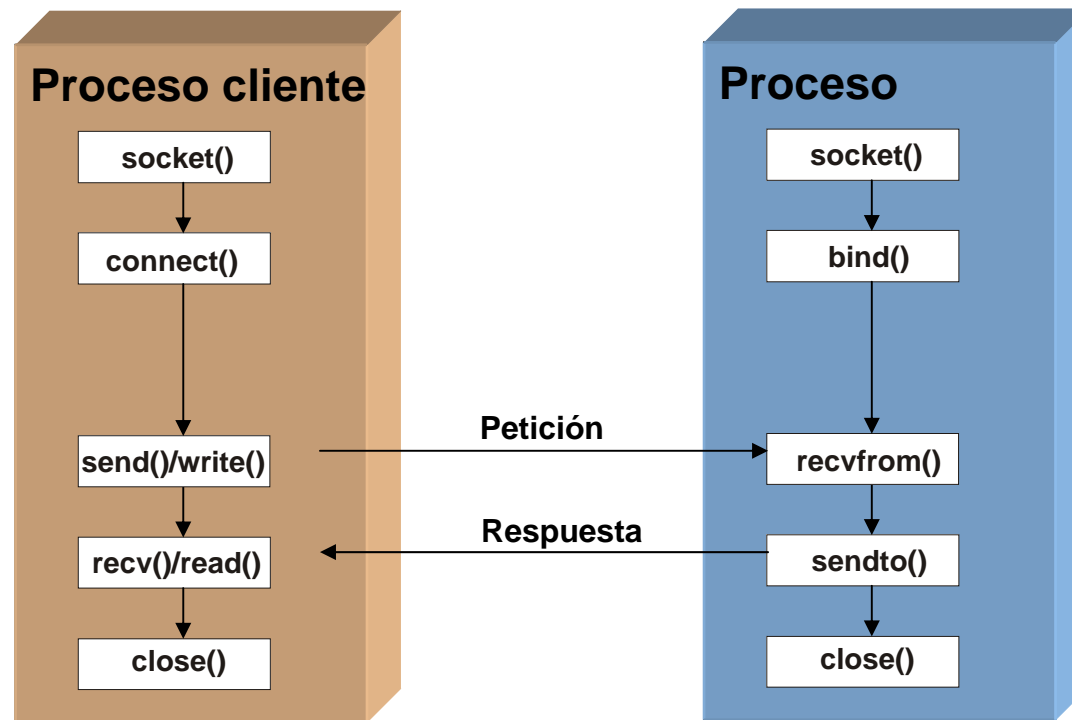 Proceso cliente
socket()
connect()
send()/write()
recv()/read()
close()
Petición
Respuesta
Proceso
socket()
bind()
recvfrom()
sendto()
close()